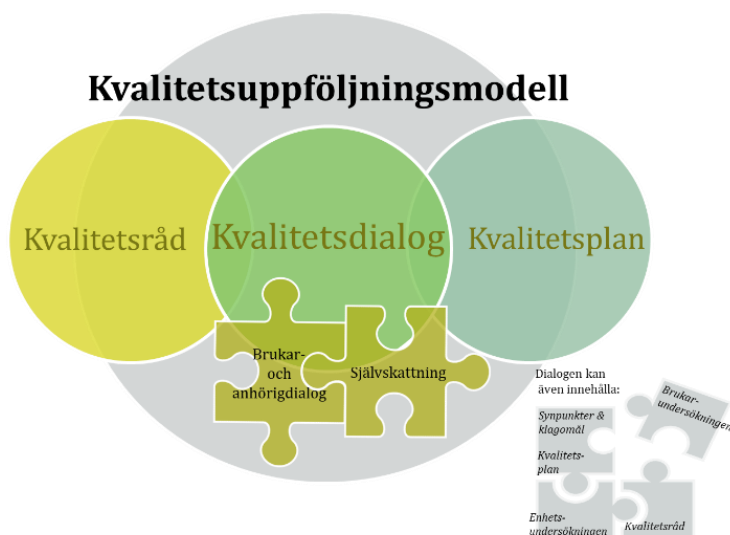 Kvalitetsuppföljningsmodell
Kvalitetsråd
Kvalitetsdialog
Kvalitetsplan
Brukar-
och
anhörigdialog
Självskattning
Dialogen kan
även innehålla:
Synpunkter &
klagomål
Kvalitets-
plan
Brukar-
undersökningen
Enhets-
undersökningen
Kvalitetsråd